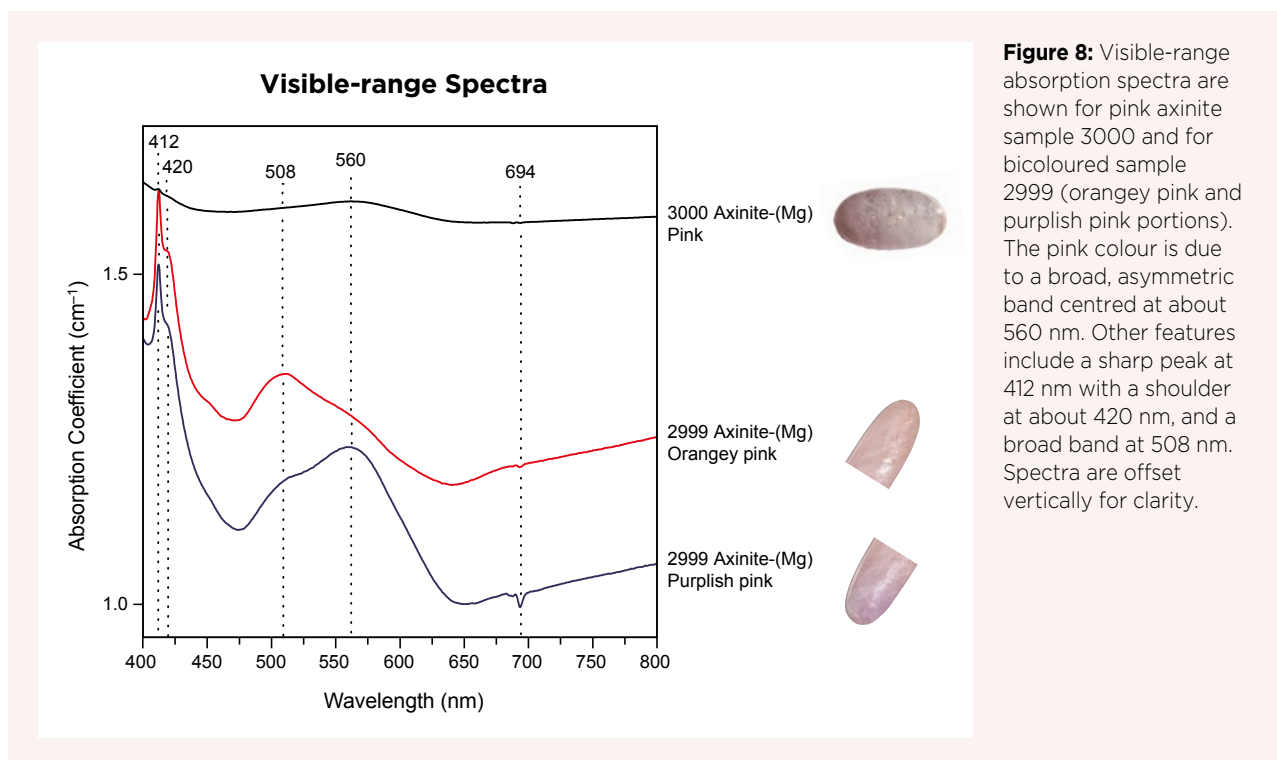 Visible-range Spectra
412
420
508
560
694
1.5
1.0
Absorption Coefficient (cm⁻¹)
400 450 500 550 600 650 700 750 800
Wavelength (nm)
3000 Axinite-(Mg)
Pink
2999 Axinite-(Mg)
Orangey pink
2999 Axinite-(Mg)
Purplish pink
Figure 8: Visible-range
absorption spectra are
shown for pink axinite
sample 3000 and for
bicoloured sample
2999 (orangey pink and
purplish pink portions).
The pink colour is due
to a broad, asymmetric
band centred at about
560 nm. Other features
include a sharp peak at
412 nm with a shoulder
at about 420 nm, and a
broad band at 508 nm.
Spectra are offset
vertically for clarity.